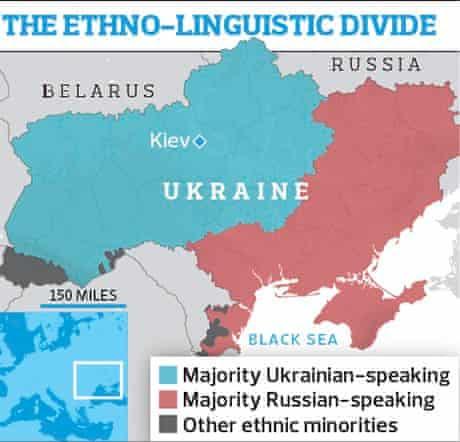 THE ETHNO–LINGUISTIC DIVIDE
RUSSIA
BELARUS
Kiev
UKRAINE
150 MILES
BLACK SEA
Majority Ukrainian–speaking
Majority Russian–speaking
Other ethnic minorities